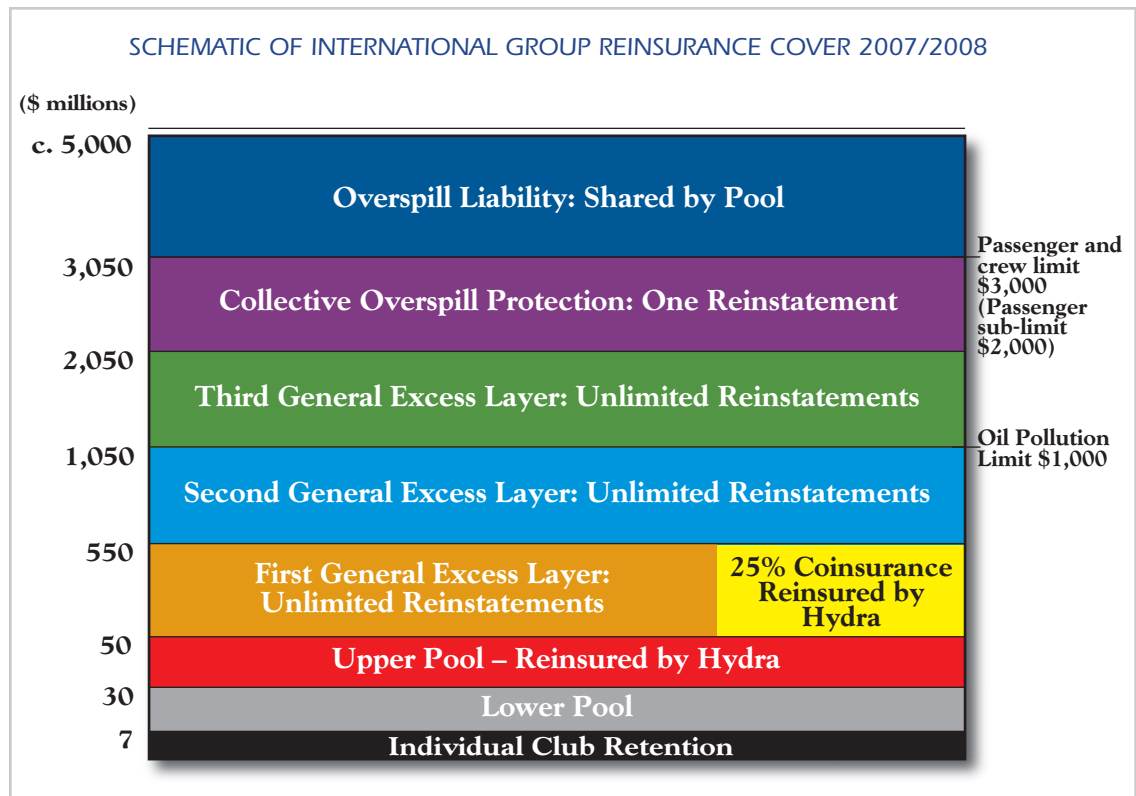 SCHEMATIC OF INTERNATIONAL GROUP REINSURANCE COVER 2007/2008
($ millions)
c. 5,000
Overspill Liability: Shared by Pool
3,050
Passenger and
crew limit
$3,000
(Passenger
sub-limit
$2,000)
Collective Overspill Protection: One Reinstatement
2,050
Third General Excess Layer: Unlimited Reinstatements
1,050
Oil Pollution
Limit $1,000
Second General Excess Layer: Unlimited Reinstatements
550
First General Excess Layer:
Unlimited Reinstatements
25% Coinsurance
Reinsured by
Hydra
50
Upper Pool – Reinsured by Hydra
30
Lower Pool
7
Individual Club Retention